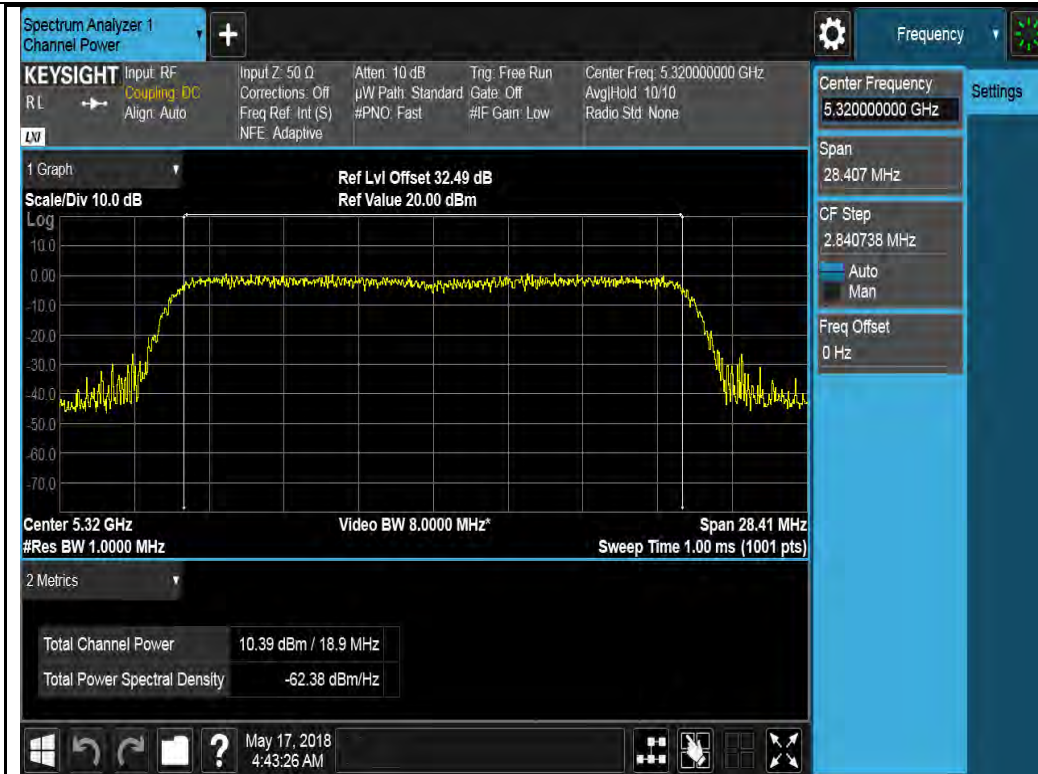 Spectrum Analyzer 1
Channel Power
+
Frequency
KEYSIGHT
R L
LXI
Input: RF
Coupling: DC
Align: Auto
Input Z: 50 Ω
Corrections: Off
Freq Ref: Int (S)
NFE: Adaptive
Atten: 10 dB
µW Path: Standard
#PNO: Fast
Trig: Free Run
Gate: Off
#IF Gain: Low
Center Freq: 5.320000000 GHz
Avg|Hold: 10/10
Radio Std: None
Center Frequency
5.320000000 GHz
Settings
Span
28.407 MHz
CF Step
2.840738 MHz
Auto
Man
Freq Offset
0 Hz
1 Graph
Ref Lvl Offset 32.49 dB
Scale/Div 10.0 dB
Ref Value 20.00 dBm
Log
10.0
0.00
-10.0
-20.0
-30.0
-40.0
-50.0
-60.0
-70.0
Center 5.32 GHz
Video BW 8.0000 MHz*
Span 28.41 MHz
#Res BW 1.0000 MHz
Sweep Time 1.00 ms (1001 pts)
2 Metrics
Total Channel Power
10.39 dBm / 18.9 MHz
Total Power Spectral Density
-62.38 dBm/Hz
?
May 17, 2018
4:43:26 AM